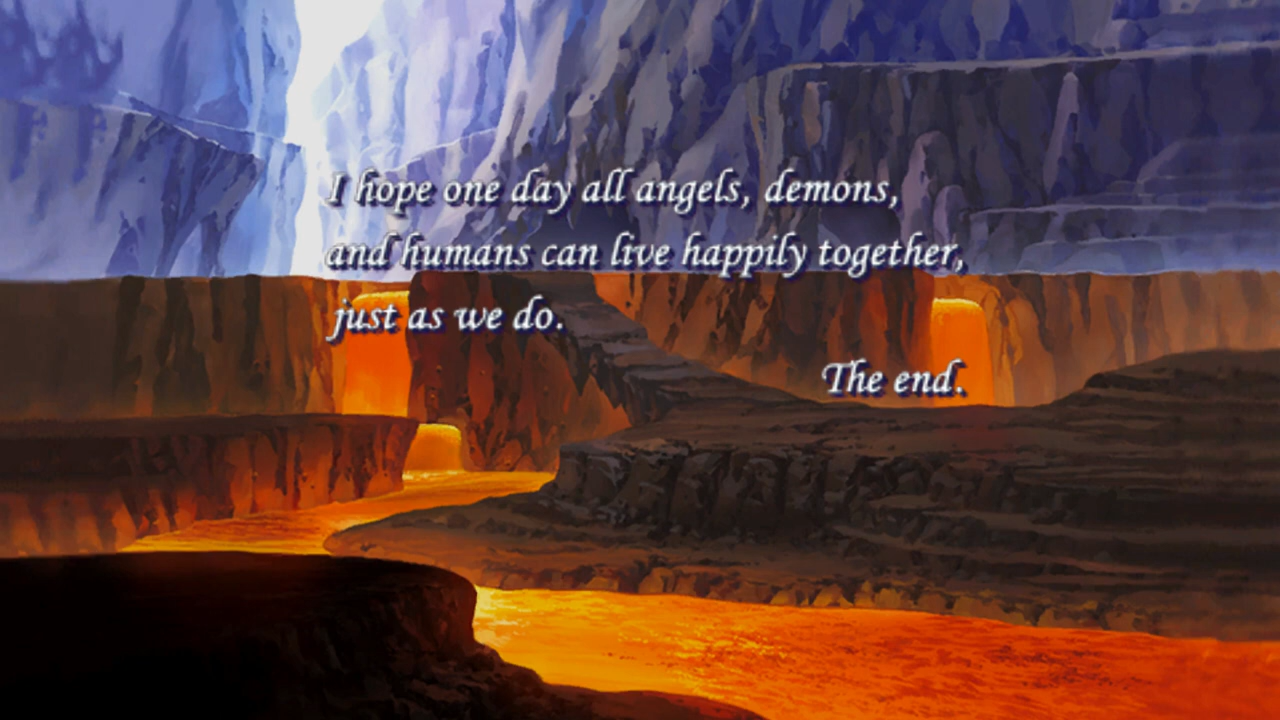 I hope one day all angels, demons,
and humans can live happily together,
just as we do.
The end.